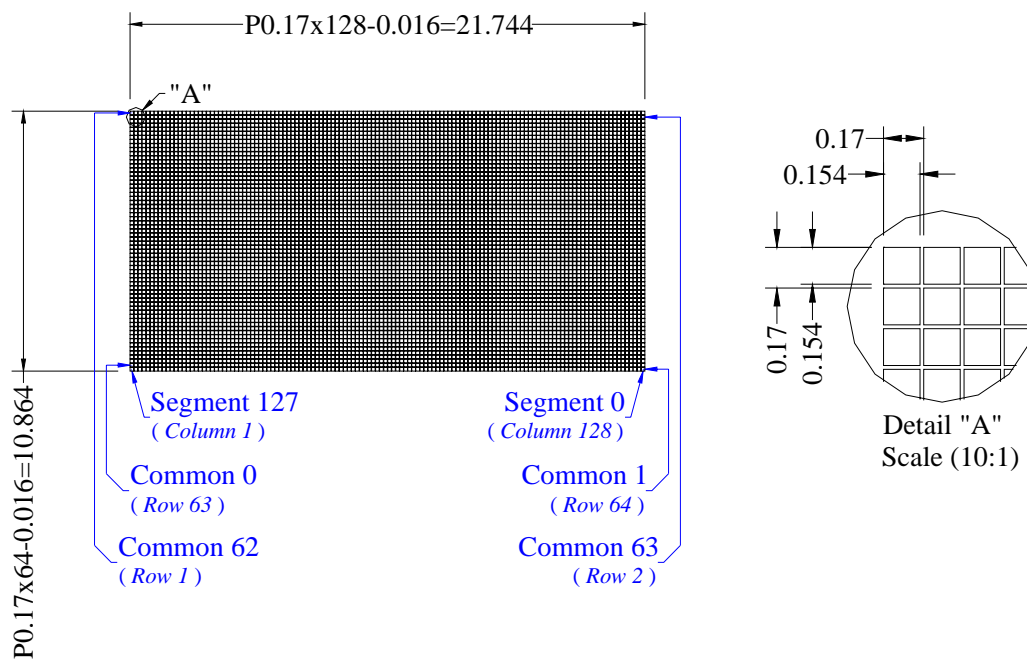 P0.17x128-0.016=21.744
"A"
P0.17x64-0.016=10.864
Segment 127
( Column 1 )
Segment 0
( Column 128 )
Common 0
( Row 63 )
Common 1
( Row 64 )
Common 62
( Row 1 )
Common 63
( Row 2 )
0.17
0.154
0.17
0.154
Detail "A"
Scale (10:1)